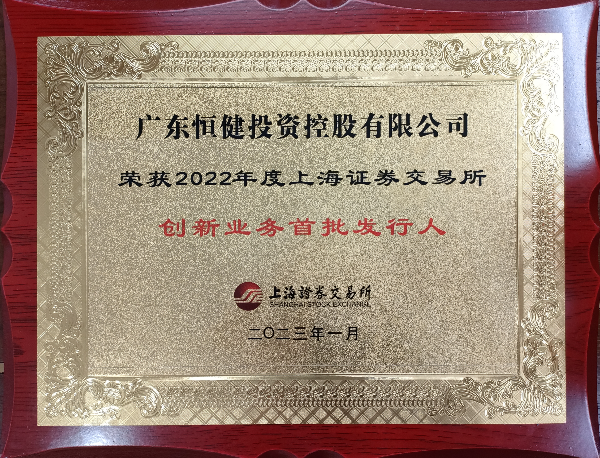 广东恒健投资控股有限公司
荣获2022年度上海证券交易所
创新业务首批发行人
上海證券交易所
SHANGHAI STOCK EXCHANGE
二〇二三年一月